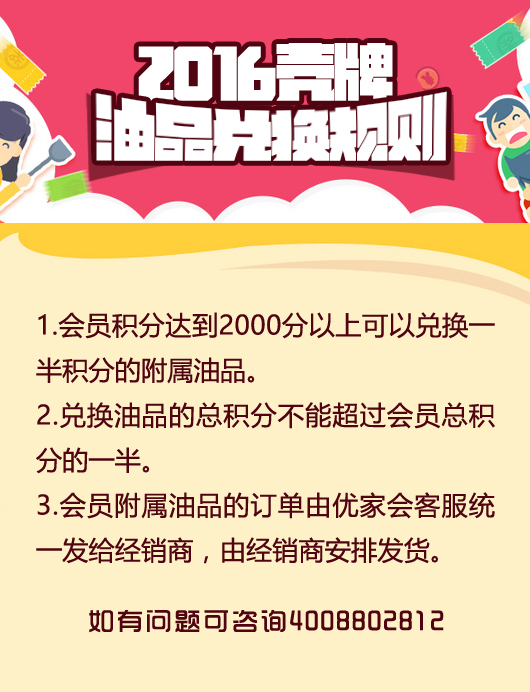 2016壳牌
油品兑换规则
1.会员积分达到2000分以上可以兑换一
半积分的附属油品。
2.兑换油品的总积分不能超过会员总积
分的一半。
3.会员附属油品的订单由优家会客服统
一发给经销商，由经销商安排发货。
如有问题可咨询4008802812